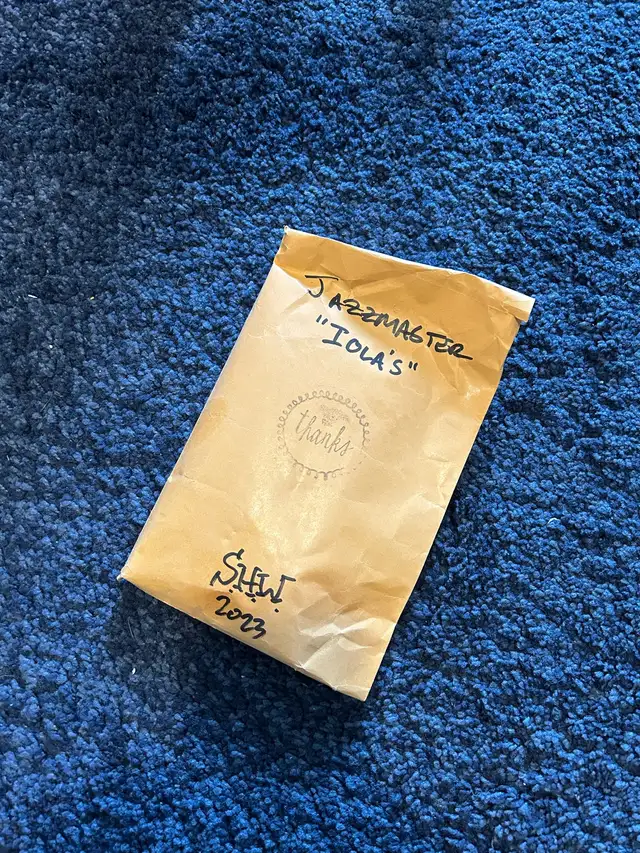 JAZZMASTER
"IOLA'S"
thanks
S.H.W.
2023